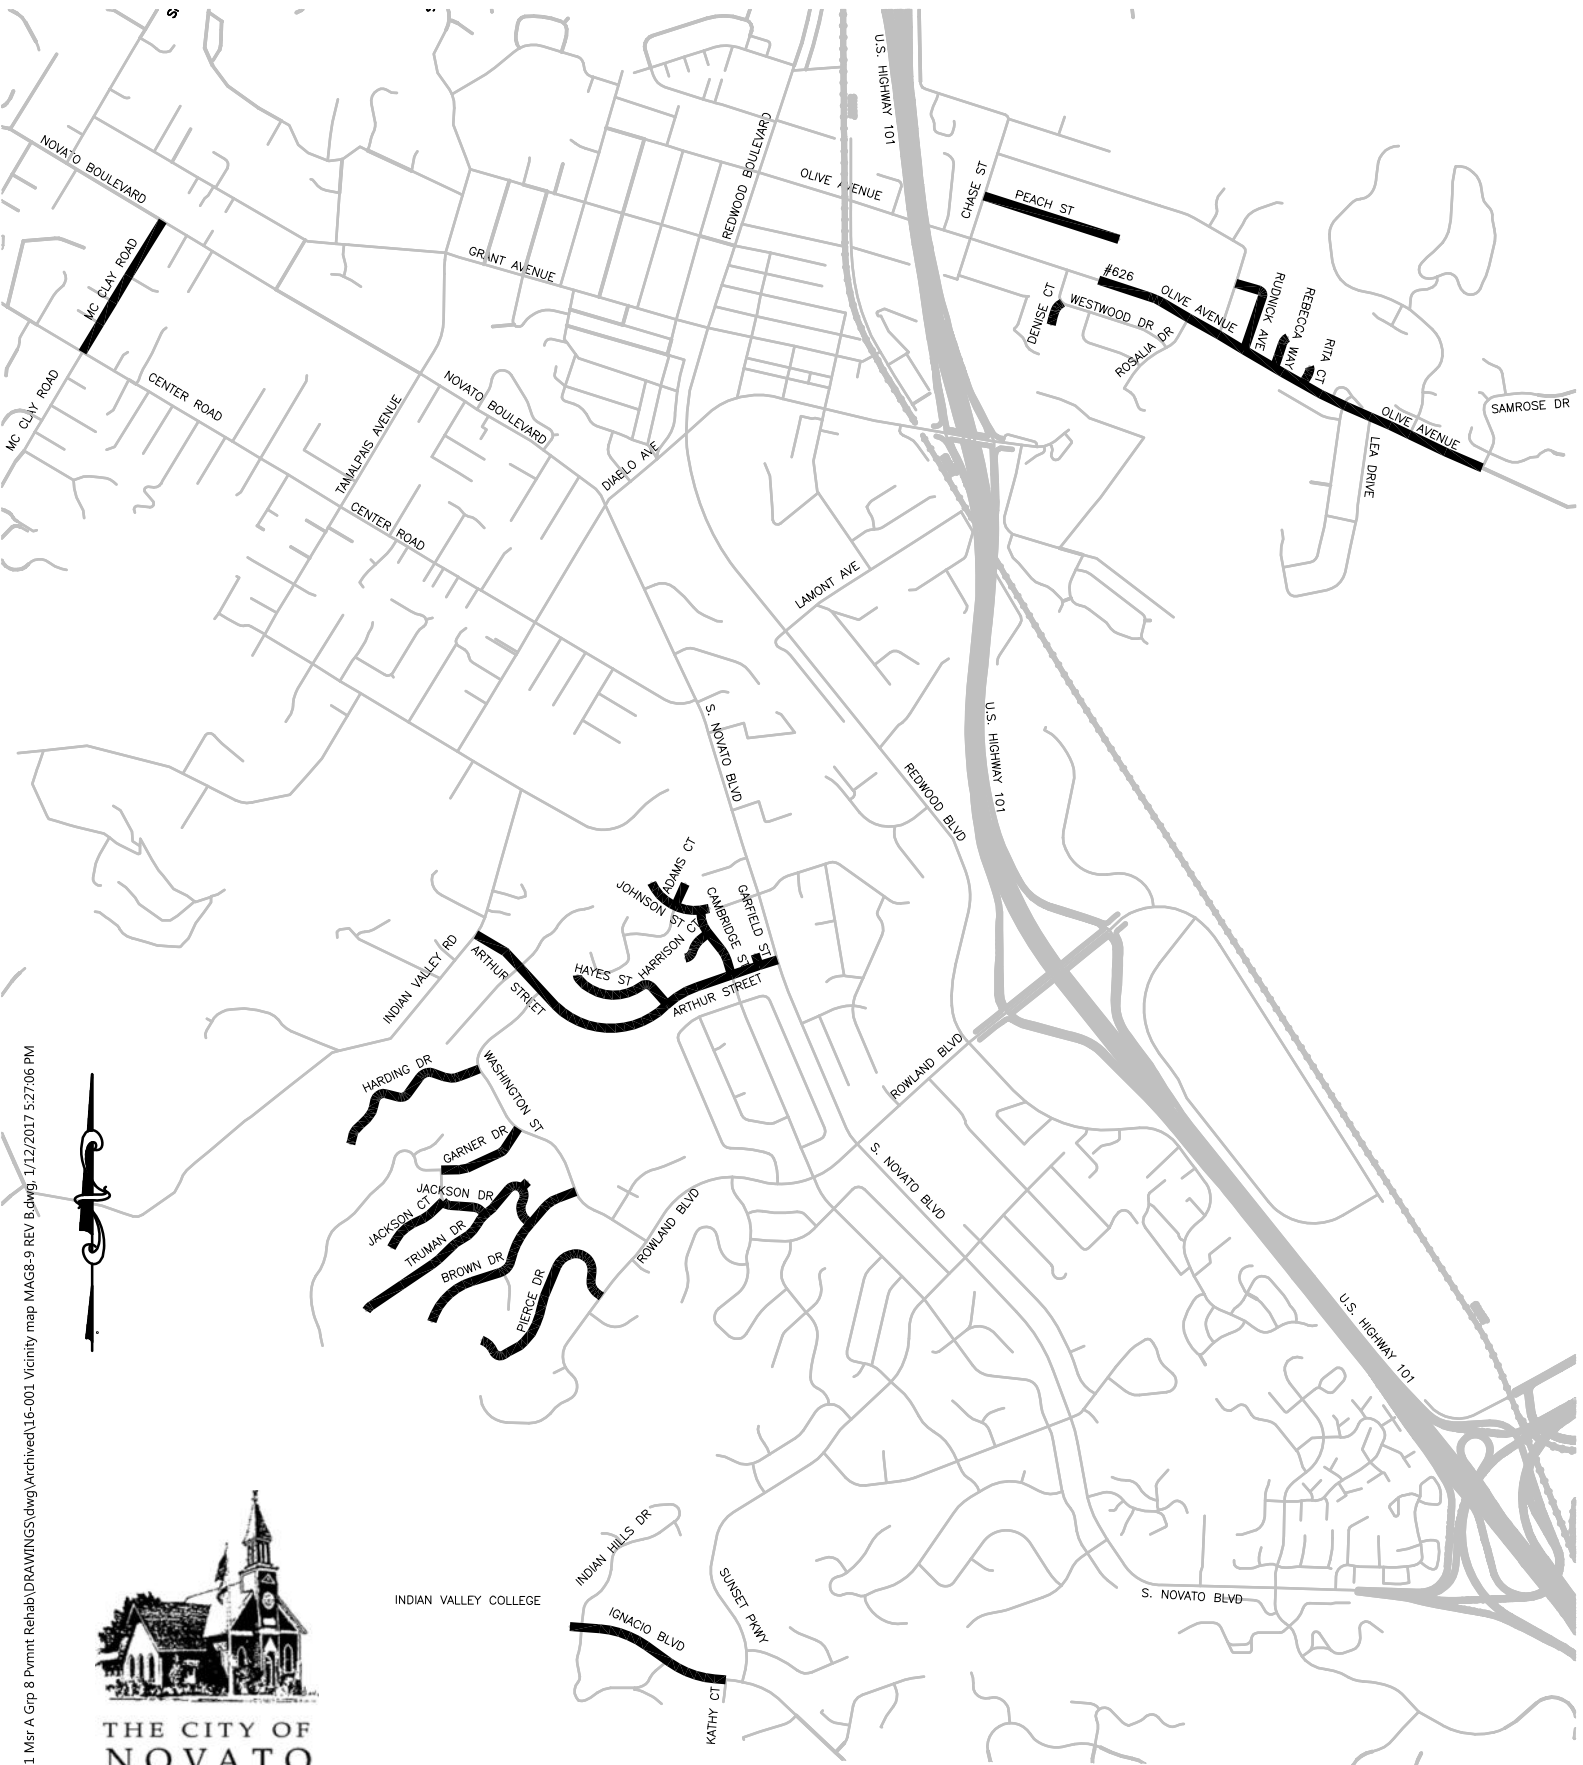 U.S. HIGHWAY 101
NOVATO BOULEVARD
REDWOOD BOULEVARD
OLIVE AVENUE
CHASE ST
PEACH ST
MC CLAY ROAD
GRANT AVENUE
#626
OLIVE AVENUE
DENISE CT
WESTWOOD DR
ROSALIA DR
RUDNICK AVE
REBECCA WAY
RITA CT
SAMROSE DR
OLIVE AVENUE
LEA DRIVE
MC CLAY ROAD
CENTER ROAD
TANALPAIS AVENUE
NOVATO BOULEVARD
DIABLO AVE
CENTER ROAD
LAMONT AVE
S. NOVATO BLVD
U.S. HIGHWAY 101
REDWOOD BLVD
ADAMS CT
JOHNSON ST
CAMBRIDGE ST
GARFIELD ST
HARRISON CT
HAYES ST
INDIAN VALLEY RD
ARTHUR STREET
ARTHUR STREET
ROWLAND BLVD
HARDING DR
WASHINGTON ST
GARNER DR
JACKSON DR
JACKSON CT
TRUMAN DR
BROWN DR
PIERCE DR
ROWLAND BLVD
S. NOVATO BLVD
U.S. HIGHWAY 101
INDIAN HILLS DR
INDIAN VALLEY COLLEGE
IGNACIO BLVD
SUNSET PKWY
KATHY CT
S. NOVATO BLVD
1 Msr A Grp 8 Pvmnt Rehab\DRAWINGS\dwg\Archived\16-001 Vicinity map MAG8-9 REV B.dwg, 1/12/2017 5:27:06 PM
THE CITY OF
NOVATO